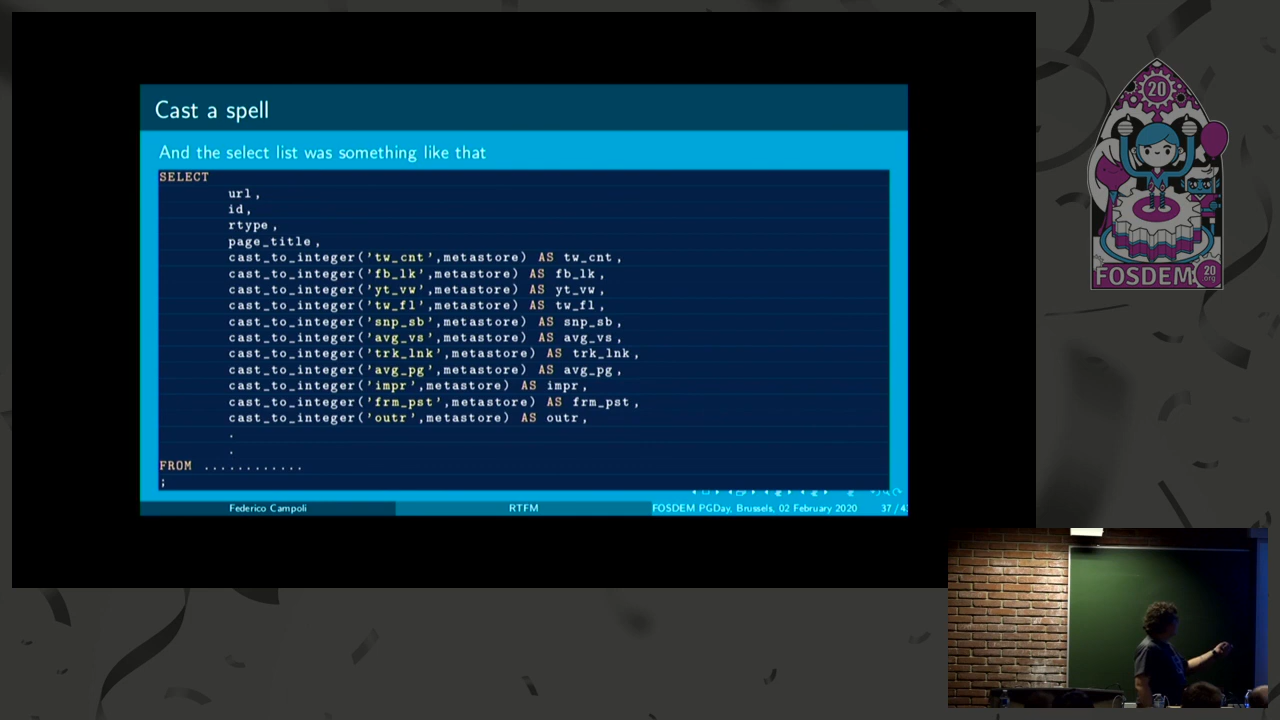 Cast a spell
And the select list was something like that
SELECT
url,
id,
rtype,
page_title,
cast_to_integer('tw_cnt',metastore) AS tw_cnt,
cast_to_integer('fb_lk',metastore) AS fb_lk,
cast_to_integer('yt_vw',metastore) AS yt_vw,
cast_to_integer('tw_fl',metastore) AS tw_fl,
cast_to_integer('snp_sb',metastore) AS snp_sb,
cast_to_integer('avg_vs',metastore) AS avg_vs,
cast_to_integer('trk_lnk',metastore) AS trk_lnk,
cast_to_integer('avg_pg',metastore) AS avg_pg,
cast_to_integer('impr',metastore) AS impr,
cast_to_integer('frm_pst',metastore) AS frm_pst,
cast_to_integer('outr',metastore) AS outr,
.
.
FROM ............
;
Federico Campoli RTFM FOSDEM PGDay, Brussels, 02 February 2020 37 / 4
20
FOSDEM 20 .org